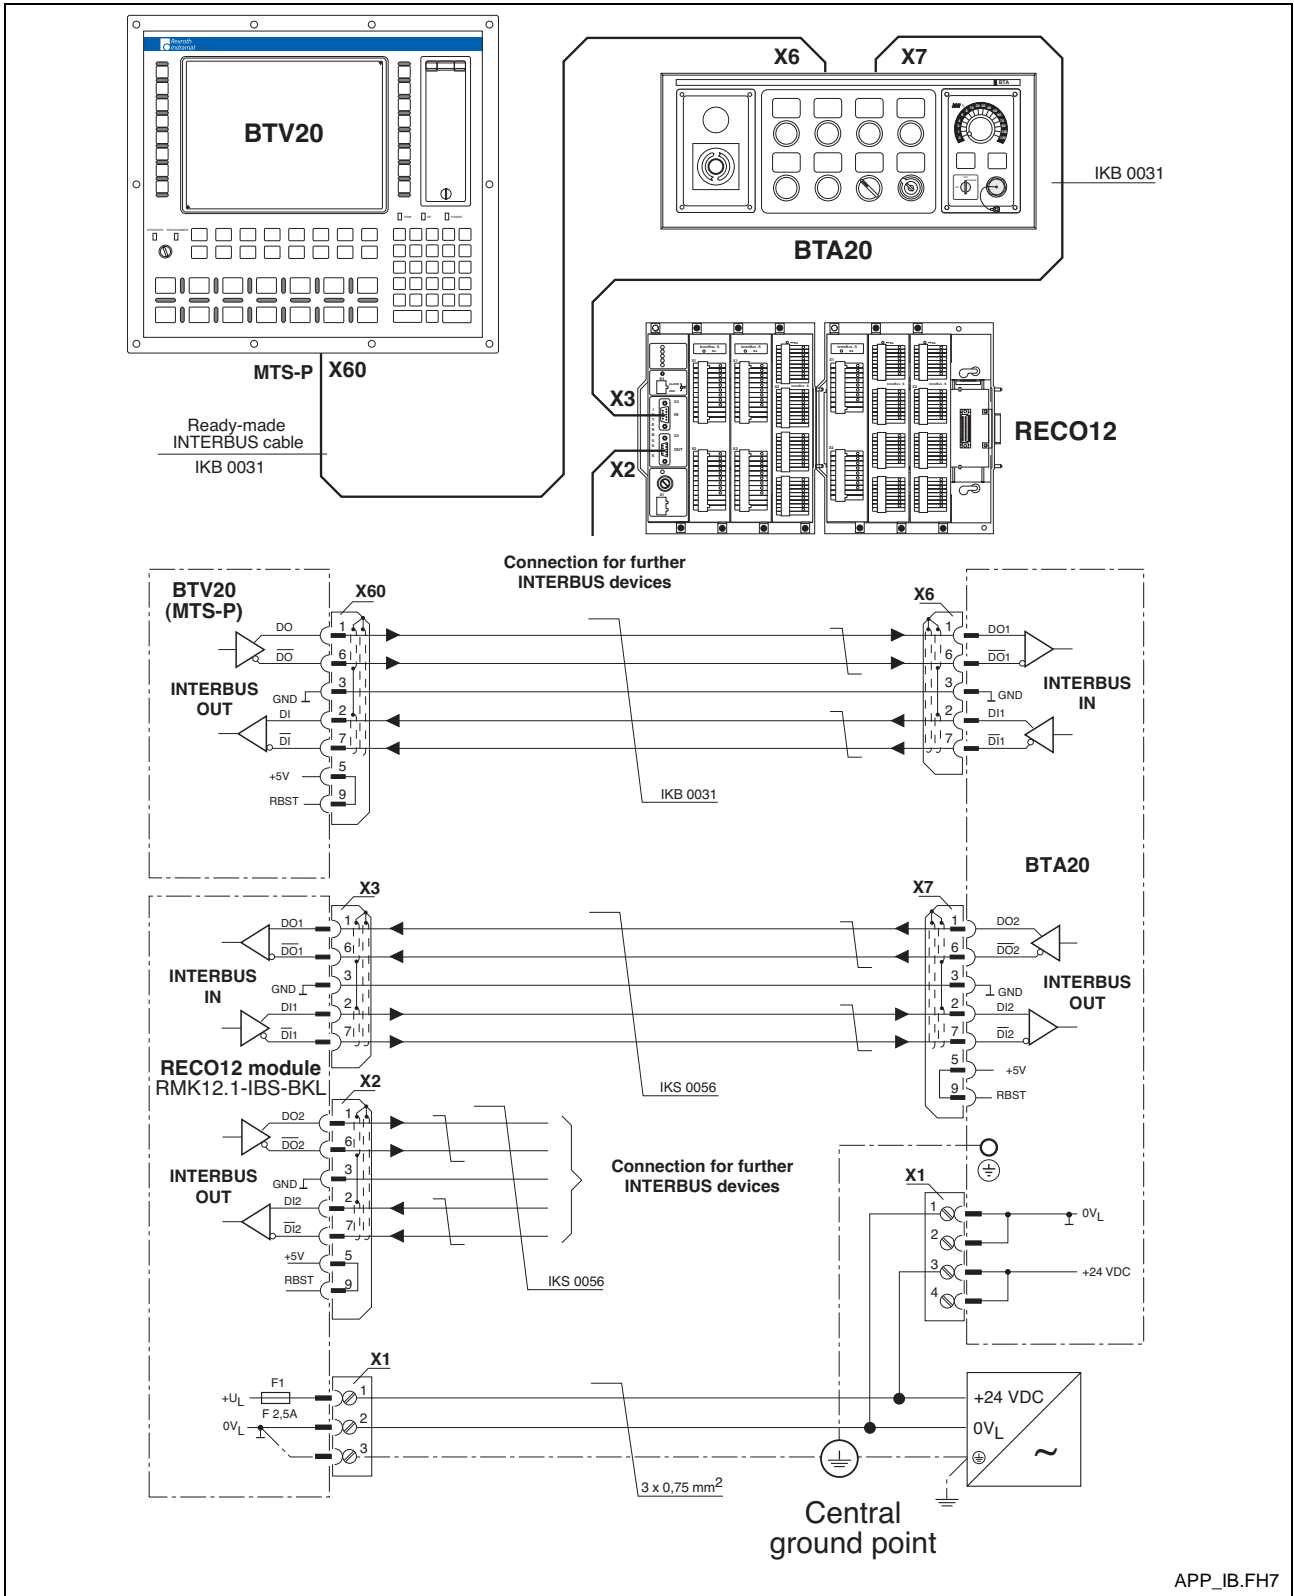 Rexroth
Indramat
BTV20
X6
X7
BTA
IKB 0031
BTA20
MTS-P
X60
Ready-made
INTERBUS cable
IKB 0031
X3
IN
OUT
X2
RECO12
Connection for further
INTERBUS devices
BTV20
(MTS-P)
X60
X6
DO
1
1
DO1
DO
6
6
DO1
INTERBUS
OUT
GND
3
3
GND
INTERBUS
IN
DI
2
2
DI1
DI
7
7
DI1
+5V
5
RBST
9
IKB 0031
BTA20
X3
X7
DO1
1
1
DO2
DO1
6
6
DO2
INTERBUS
IN
GND
3
3
GND
INTERBUS
OUT
DI1
2
2
DI2
DI1
7
7
DI2
5
+5V
9
RBST
RECO12 module
RMK12.1-IBS-BKL
X2
IKS 0056
DO2
1
DO2
6
INTERBUS
OUT
GND
3
DI2
2
DI2
7
+5V
5
RBST
9
IKS 0056
Connection for further
INTERBUS devices
X1
1
0VL
2
3
+24 VDC
4
X1
+UL
F1
F 2,5A
1
+24 VDC
0VL
2
0VL
3
~
3 x 0,75 mm2
Central
ground point
APP_IB.FH7